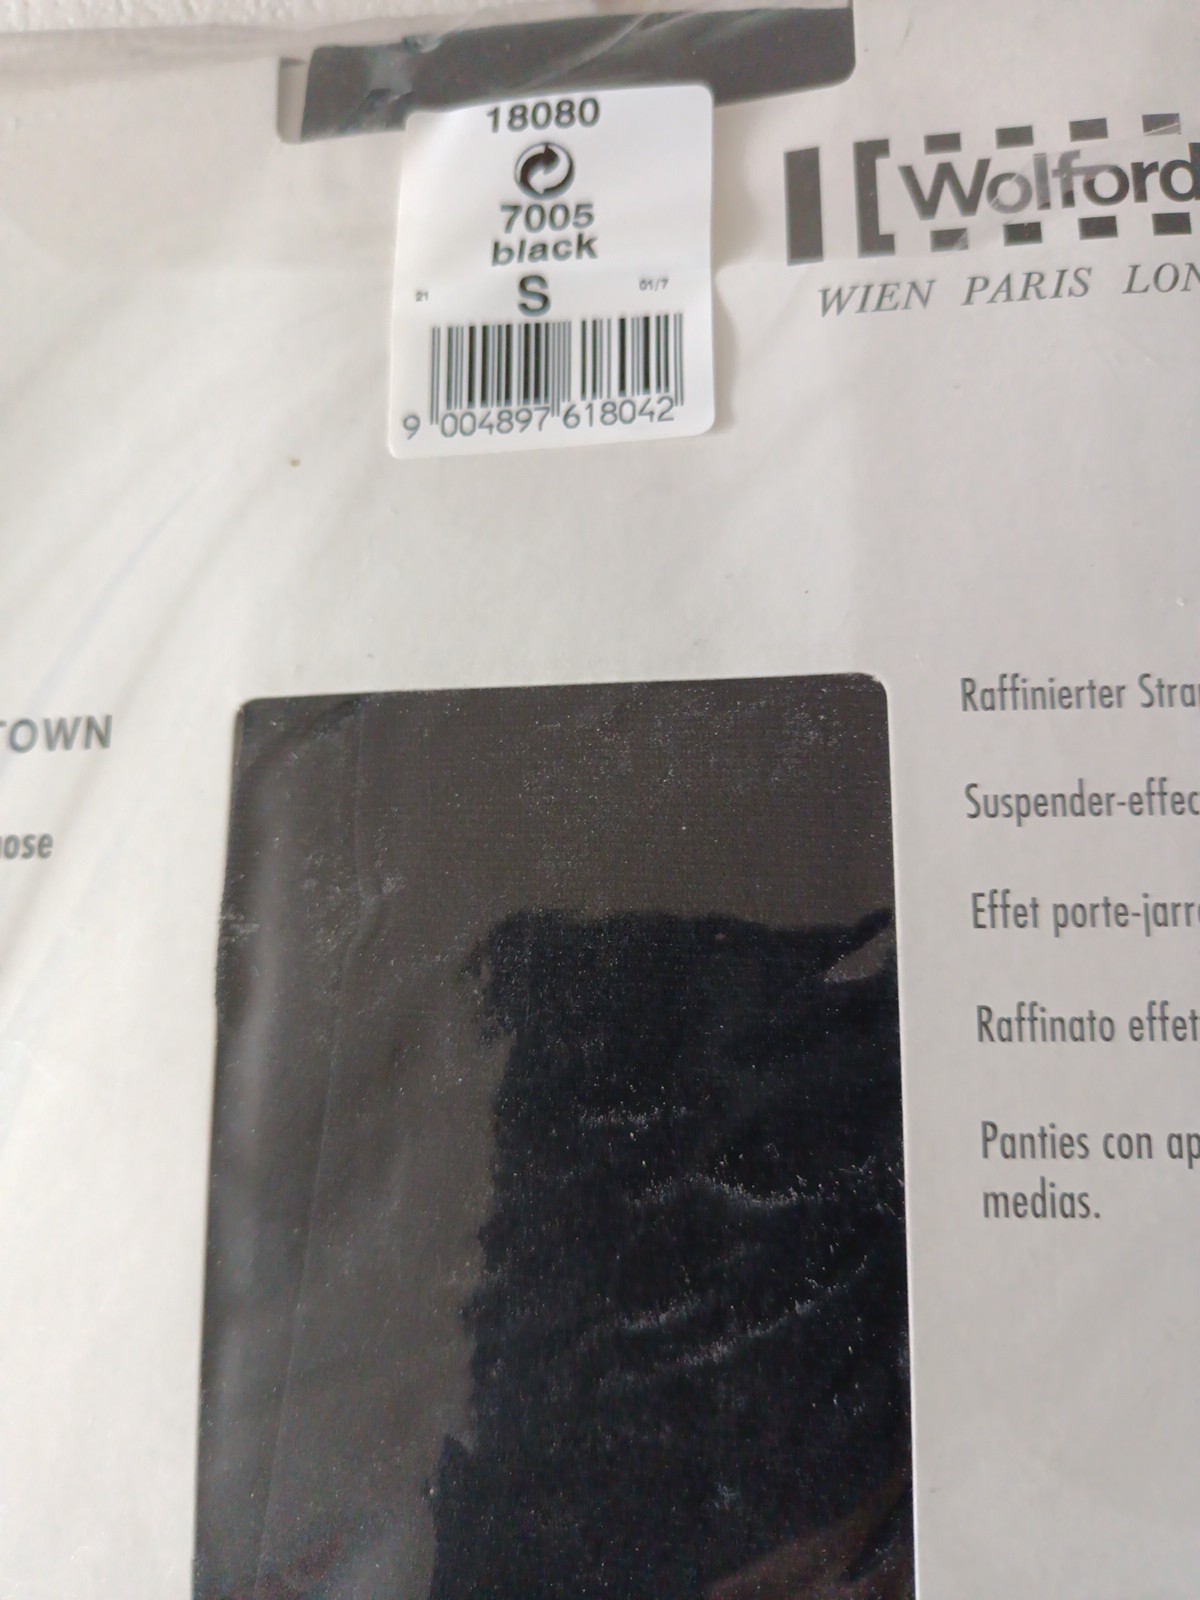 18080
7005
black
S
21
01/7
9 004897 618042
Wolford
WIEN PARIS LON
TOWN
ose
Raffinierter Stra
Suspender-effec
Effet porte-jarr
Raffinato effet
Panties con ap
medias.